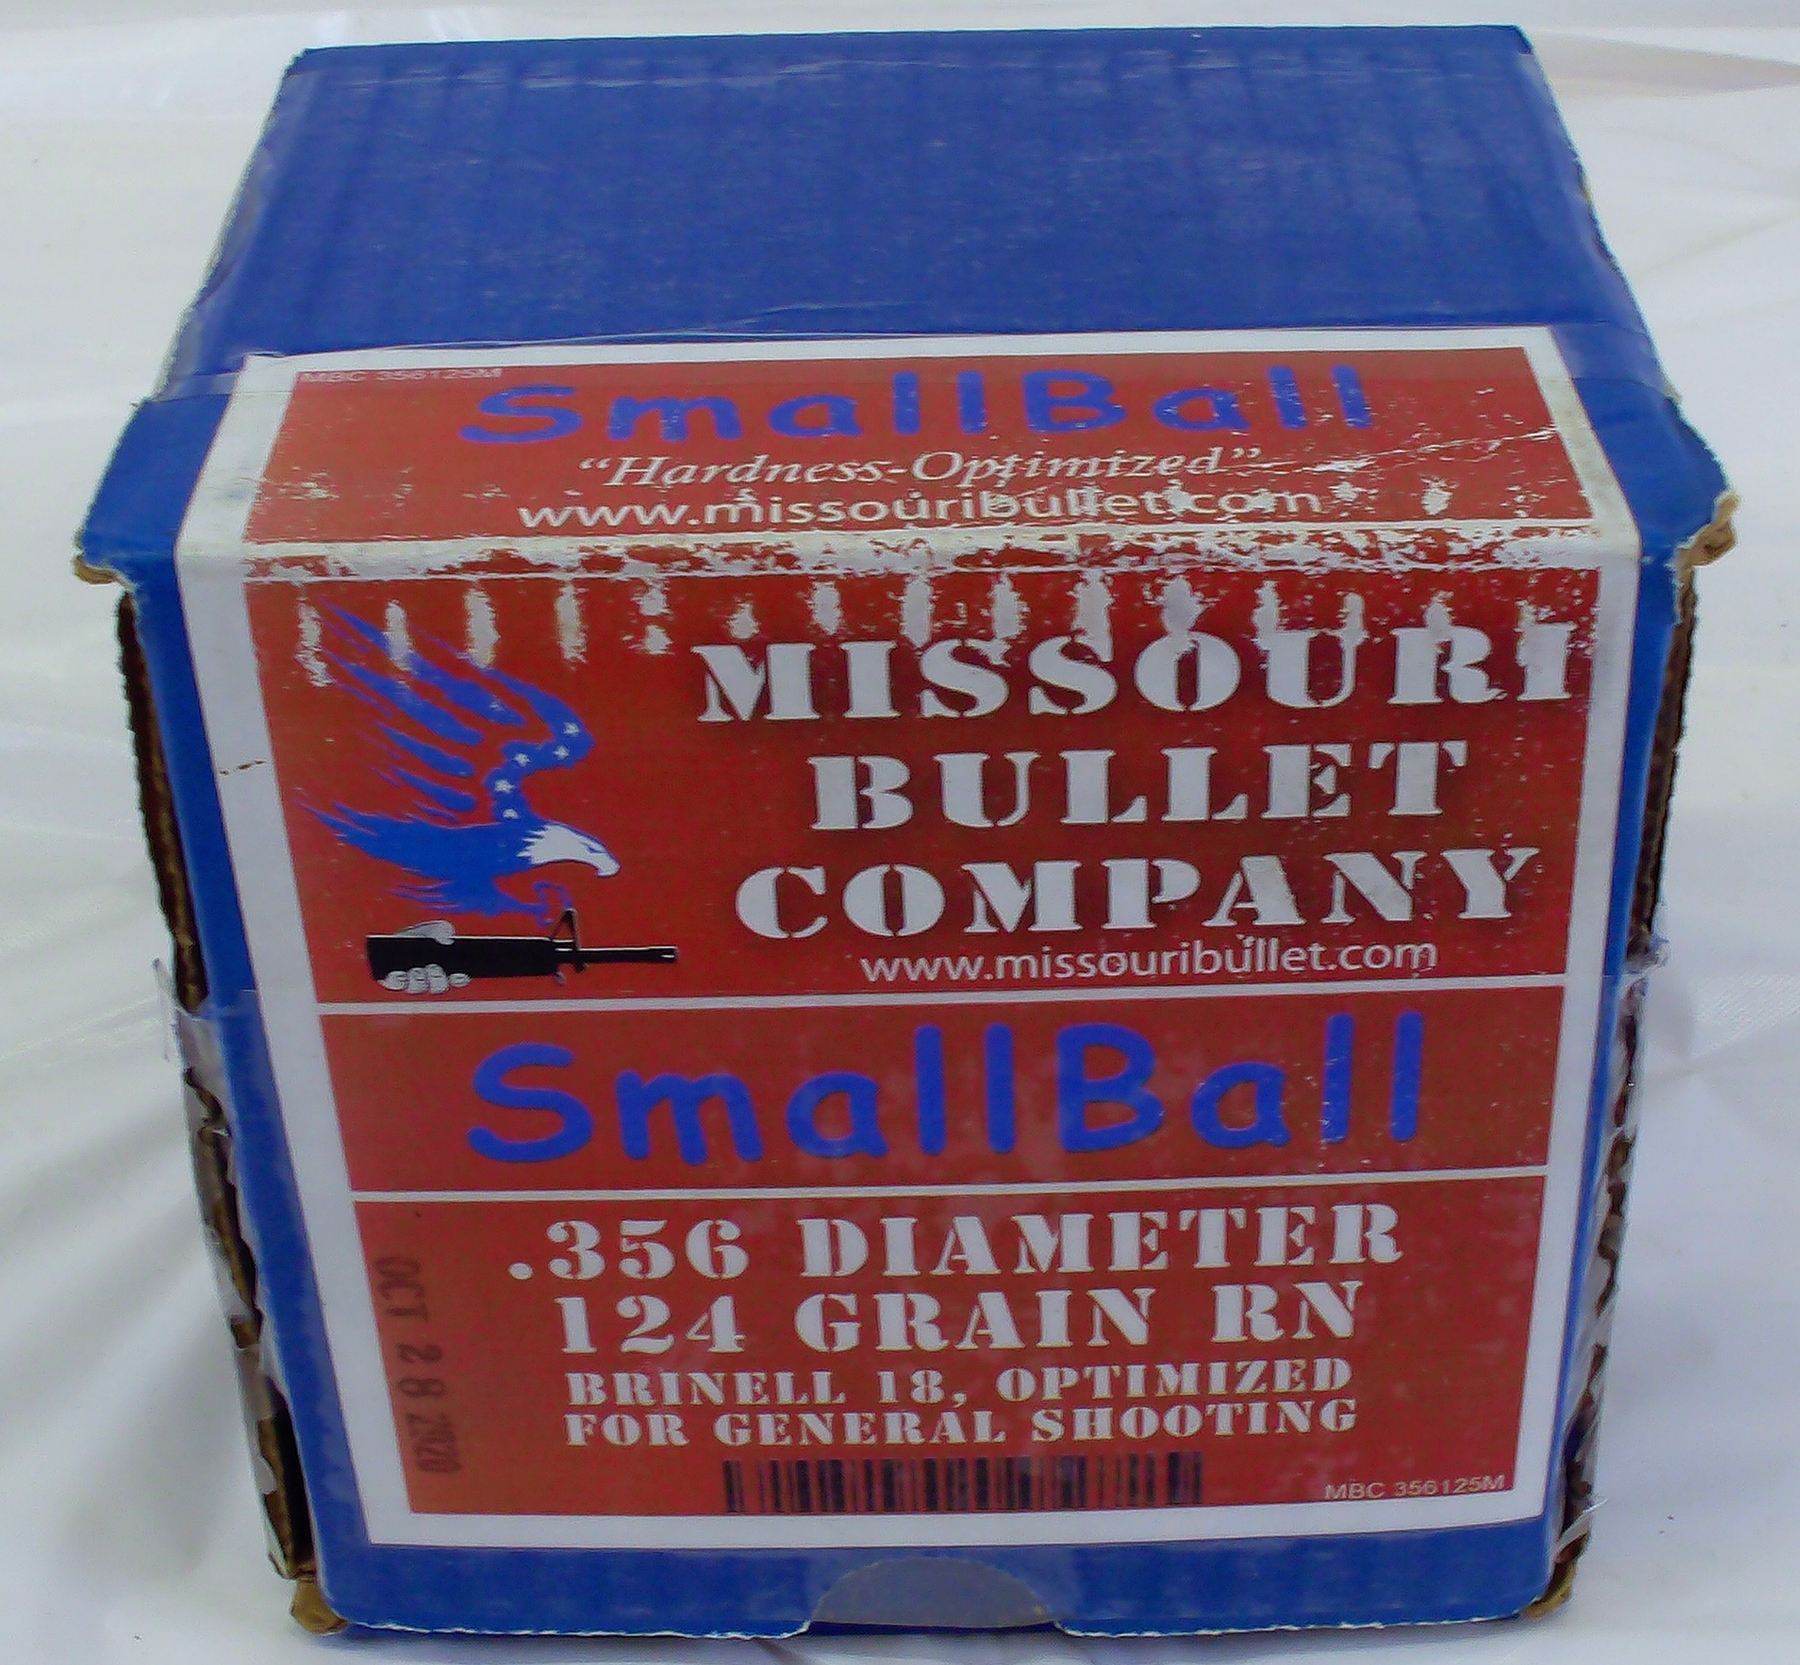 MBC 356125M
SmallBall
“Hardness-Optimized”
www.missouribullet.com
MISSOURI
BULLET
COMPANY
www.missouribullet.com
SmallBall
.356 DIAMETER
124 GRAIN RN
BRINELL 18, OPTIMIZED
FOR GENERAL SHOOTING
OCT 28 2020
MBC 356125M